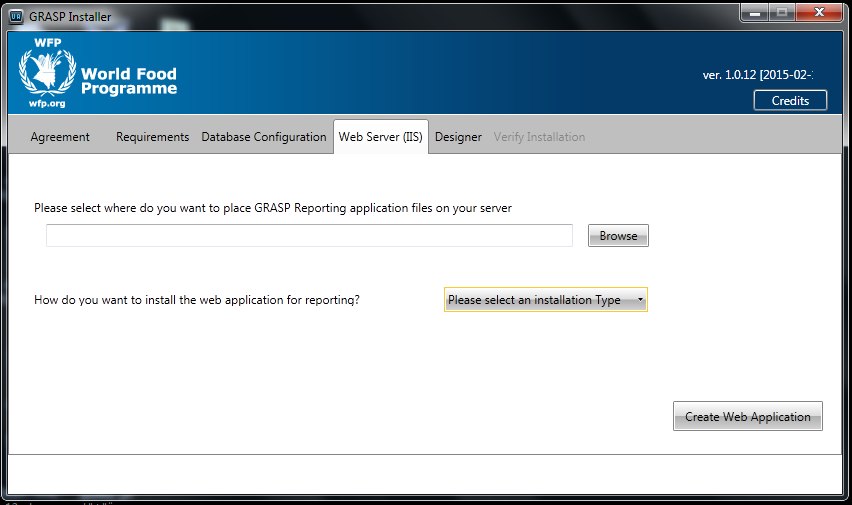 GRASP Installer
WFP
wfp.org
World Food
Programme
ver. 1.0.12 [2015-02-
Credits
Agreement Requirements Database Configuration Web Server (IIS) Designer Verify Installation
Please select where do you want to place GRASP Reporting application files on your server
Browse
How do you want to install the web application for reporting? Please select an installation Type
Create Web Application